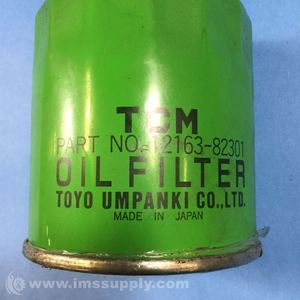 TCM
PART NO. 12163-82301
OIL FILTER
TOYO UMPANKI CO.,LTD.
MADE IN JAPAN
© www.imssupply.com